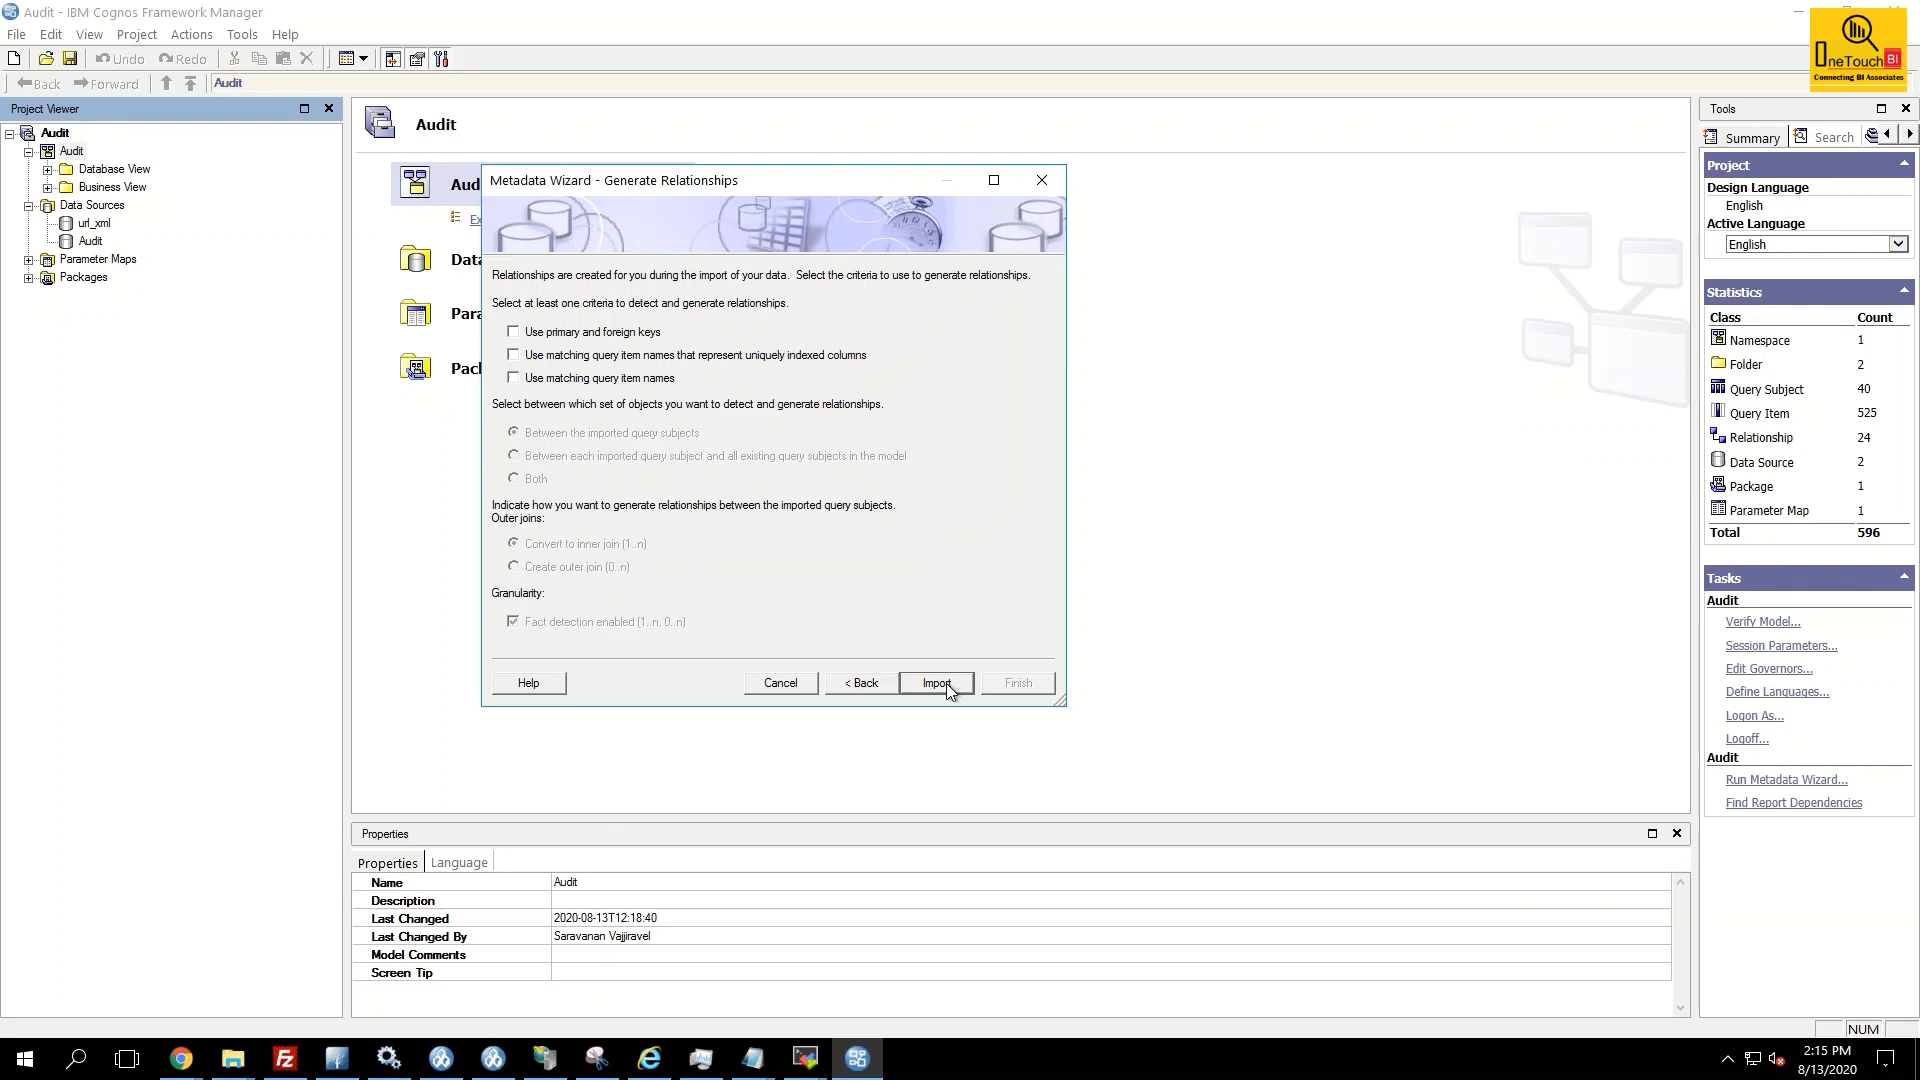 Audit - IBM Cognos Framework Manager
File Edit View Project Actions Tools Help
Undo Redo
Back Forward Audit
OneTouch BI
Connecting BI Associates
Project Viewer
Audit
Audit
Database View
Business View
Data Sources
url_xml
Audit
Parameter Maps
Packages
Audit
Aud
Ex
Data
Para
Pack
Metadata Wizard - Generate Relationships
Relationships are created for you during the import of your data. Select the criteria to use to generate relationships.
Select at least one criteria to detect and generate relationships.
Use primary and foreign keys
Use matching query item names that represent uniquely indexed columns
Use matching query item names
Select between which set of objects you want to detect and generate relationships.
Between the imported query subjects
Between each imported query subject and all existing query subjects in the model
Both
Indicate how you want to generate relationships between the imported query subjects.
Outer joins:
Convert to inner join (1..n)
Create outer join (0..n)
Granularity:
Fact detection enabled (1..n, 0..n)
Help Cancel < Back Import Finish
Properties
Properties Language
Name Audit
Description
Last Changed 2020-08-13T12:18:40
Last Changed By Saravanan Vajjiravel
Model Comments
Screen Tip
Tools
Summary Search
Project
Design Language
English
Active Language
English
Statistics
Class Count
Namespace 1
Folder 2
Query Subject 40
Query Item 525
Relationship 24
Data Source 2
Package 1
Parameter Map 1
Total 596
Tasks
Audit
Verify Model...
Session Parameters...
Edit Governors...
Define Languages...
Logon As...
Logoff...
Audit
Run Metadata Wizard...
Find Report Dependencies
NUM
2:15 PM
8/13/2020